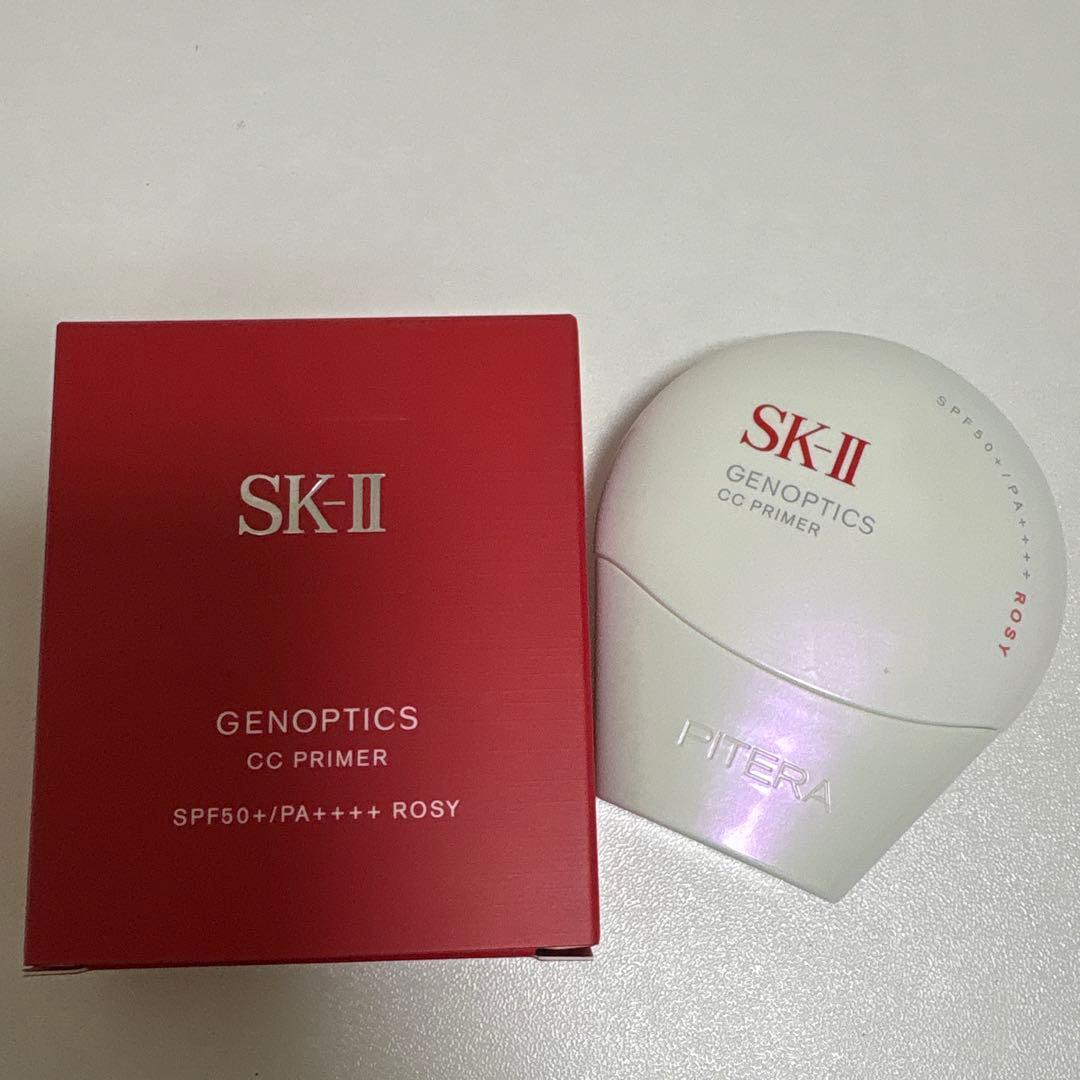 SK-II
GENOPTICS
CC PRIMER
SPF50+/PA++++ ROSY
SK-II
GENOPTICS
CC PRIMER
SPF50+/PA++++ ROSY
PITERA